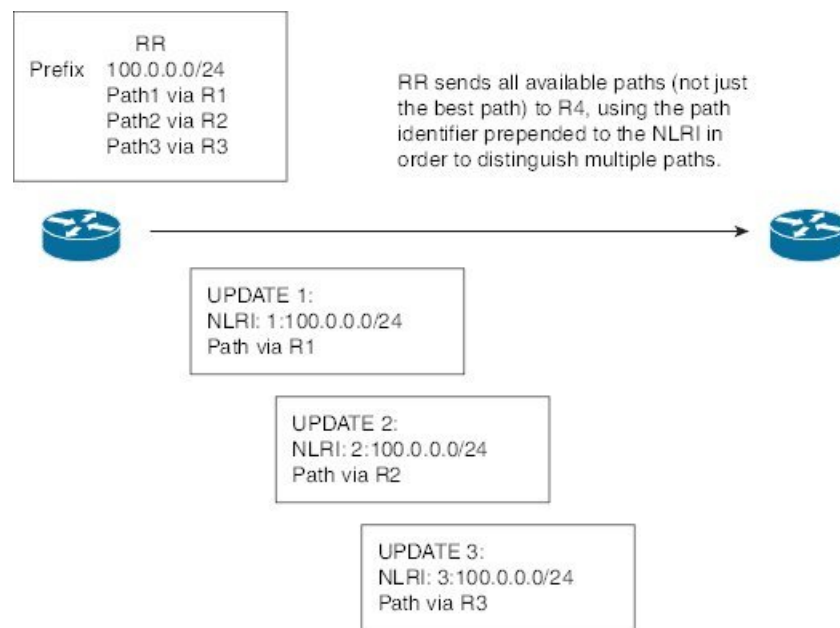 RR
Prefix 100.0.0.0/24
Path1 via R1
Path2 via R2
Path3 via R3
RR sends all available paths (not just
the best path) to R4, using the path
identifier prepended to the NLRI in
order to distinguish multiple paths.
UPDATE 1:
NLRI: 1:100.0.0.0/24
Path via R1
UPDATE 2:
NLRI: 2:100.0.0.0/24
Path via R2
UPDATE 3:
NLRI: 3:100.0.0.0/24
Path via R3